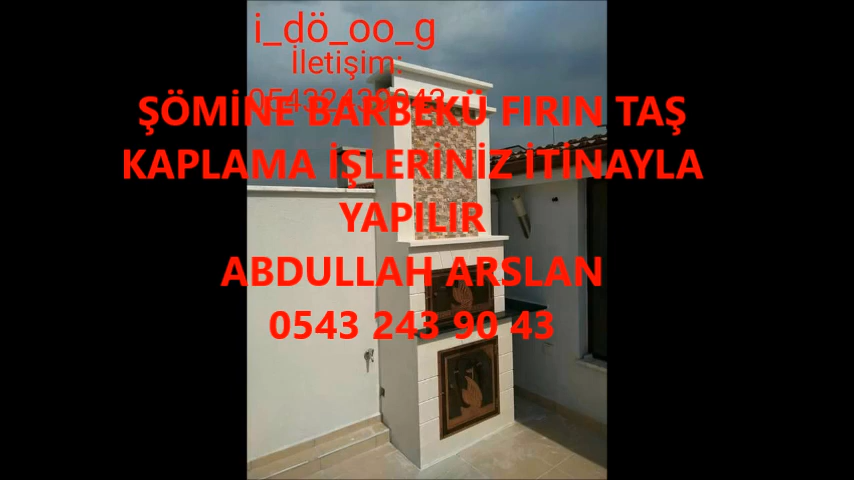 i_dö_oo_g
İletişim:
05432439043
ŞÖMİNE BARBEKÜ FIRIN TAŞ
KAPLAMA İŞLERİNİZ İTİNAYLA
YAPILIR
ABDULLAH ARSLAN
0543 243 90 43